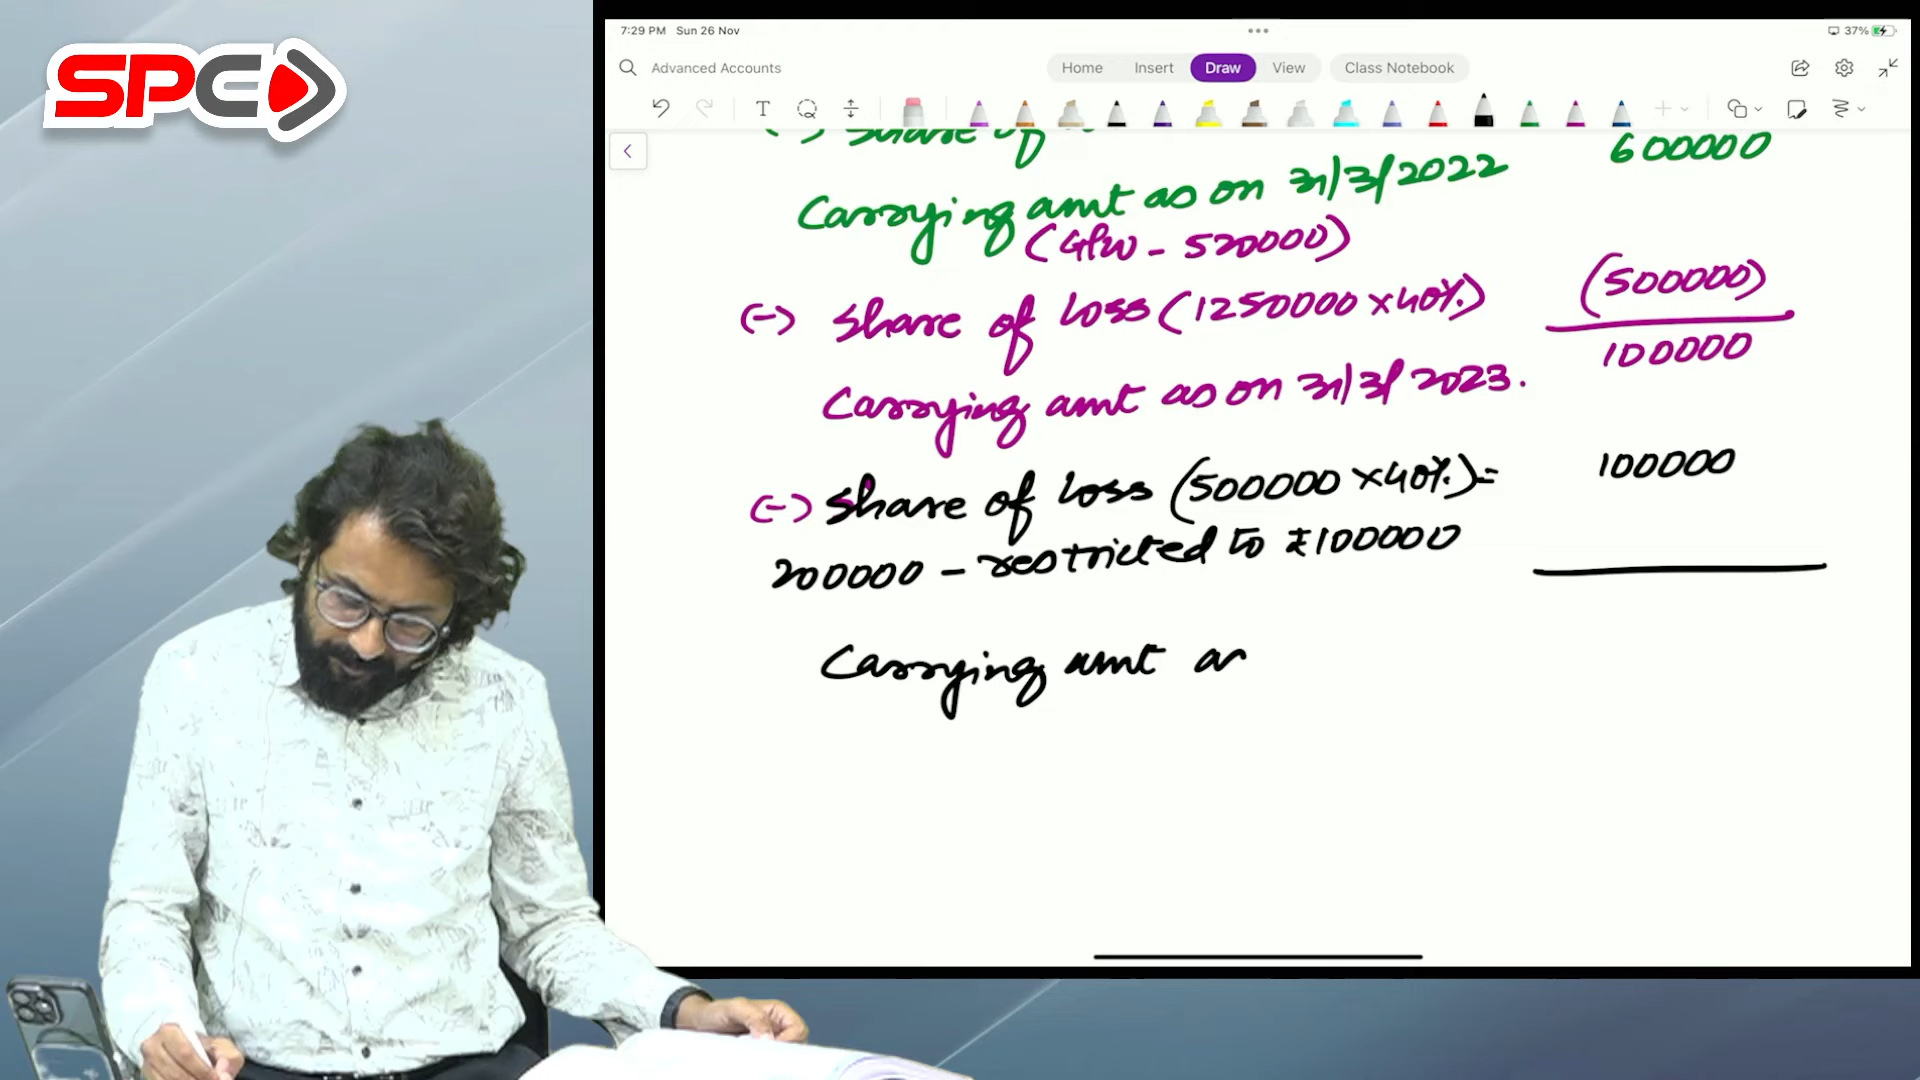 SPC
7:29 PM Sun 26 Nov
37%
Advanced Accounts
Home Insert Draw View Class Notebook
T
(-) Share of
600000
Carrying amt as on 31/3/2022
(G/W - 520000)
(-) Share of Loss (1250000 x 40%) (500000)
100000
Carrying amt as on 31/3/2023.
(-) Share of Loss (500000 x 40%) = 100000
200000 - restricted to ₹100000
Carrying amt as